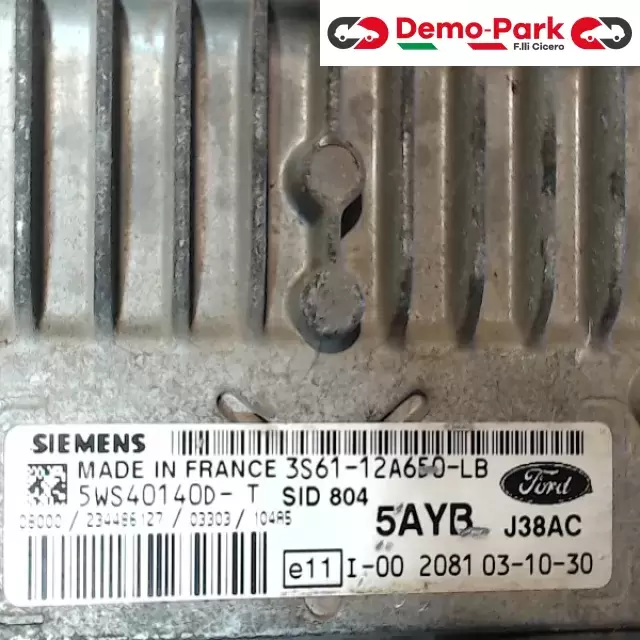 Demo-Park
F.lli Cicero
SIEMENS
MADE IN FRANCE 3S61-12A650-LB
5WS40140D- T SID 804
Ford
08000 / 234486127 / 03303 / 104A5
5AYB J38AC
e11 I-00 2081 03-10-30